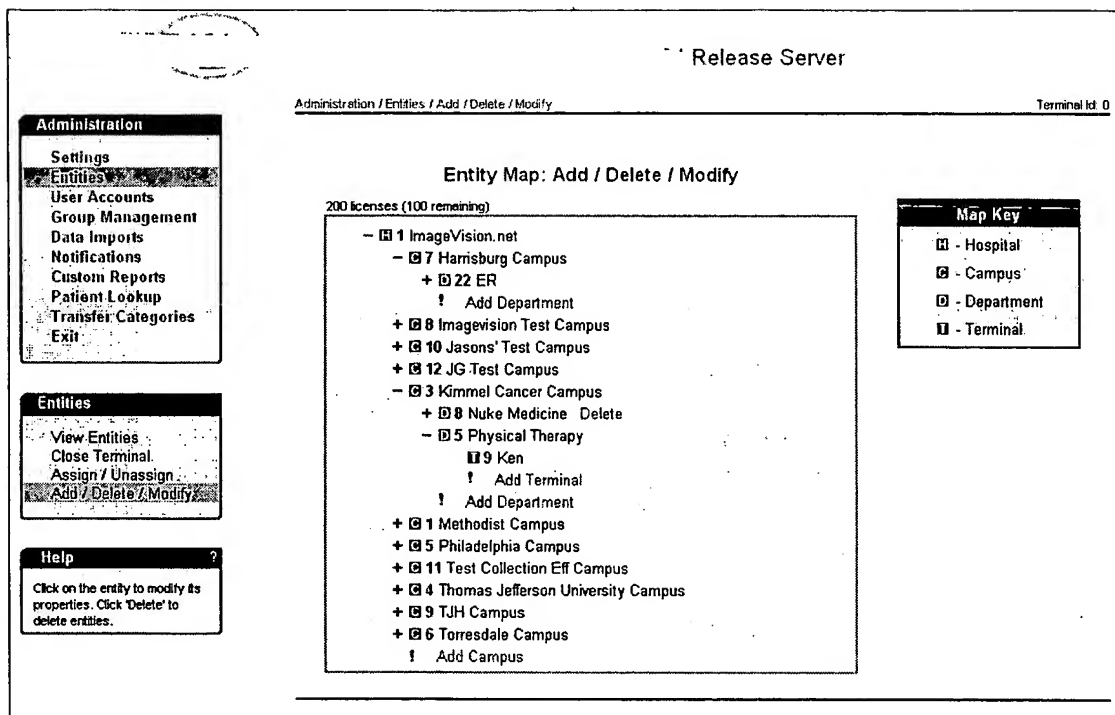 Release Server
Administration / Entities / Add / Delete / Modify
Terminal Id: 0
Administration
Settings
Entities
User Accounts
Group Management
Data Imports
Notifications
Custom Reports
Patient Lookup
Transfer Categories
Exit
Entities
View Entities
Close Terminal
Assign / Unassign
Add / Delete / Modify
Help ?
Click on the entity to modify its
properties. Click 'Delete' to
delete entities.
Entity Map: Add / Delete / Modify
200 licenses (100 remaining)
− H 1 ImageVision.net
− C 7 Harrisburg Campus
+ D 22 ER
! Add Department
+ C 8 Imagevision Test Campus
+ C 10 Jasons' Test Campus
+ C 12 JG Test Campus
− C 3 Kimmel Cancer Campus
+ D 8 Nuke Medicine Delete
− D 5 Physical Therapy
T 9 Ken
! Add Terminal
! Add Department
+ C 1 Methodist Campus
+ C 5 Philadelphia Campus
+ C 11 Test Collection Eff Campus
+ C 4 Thomas Jefferson University Campus
+ C 9 TJH Campus
+ C 6 Torresdale Campus
! Add Campus
Map Key
H - Hospital
C - Campus
D - Department
T - Terminal